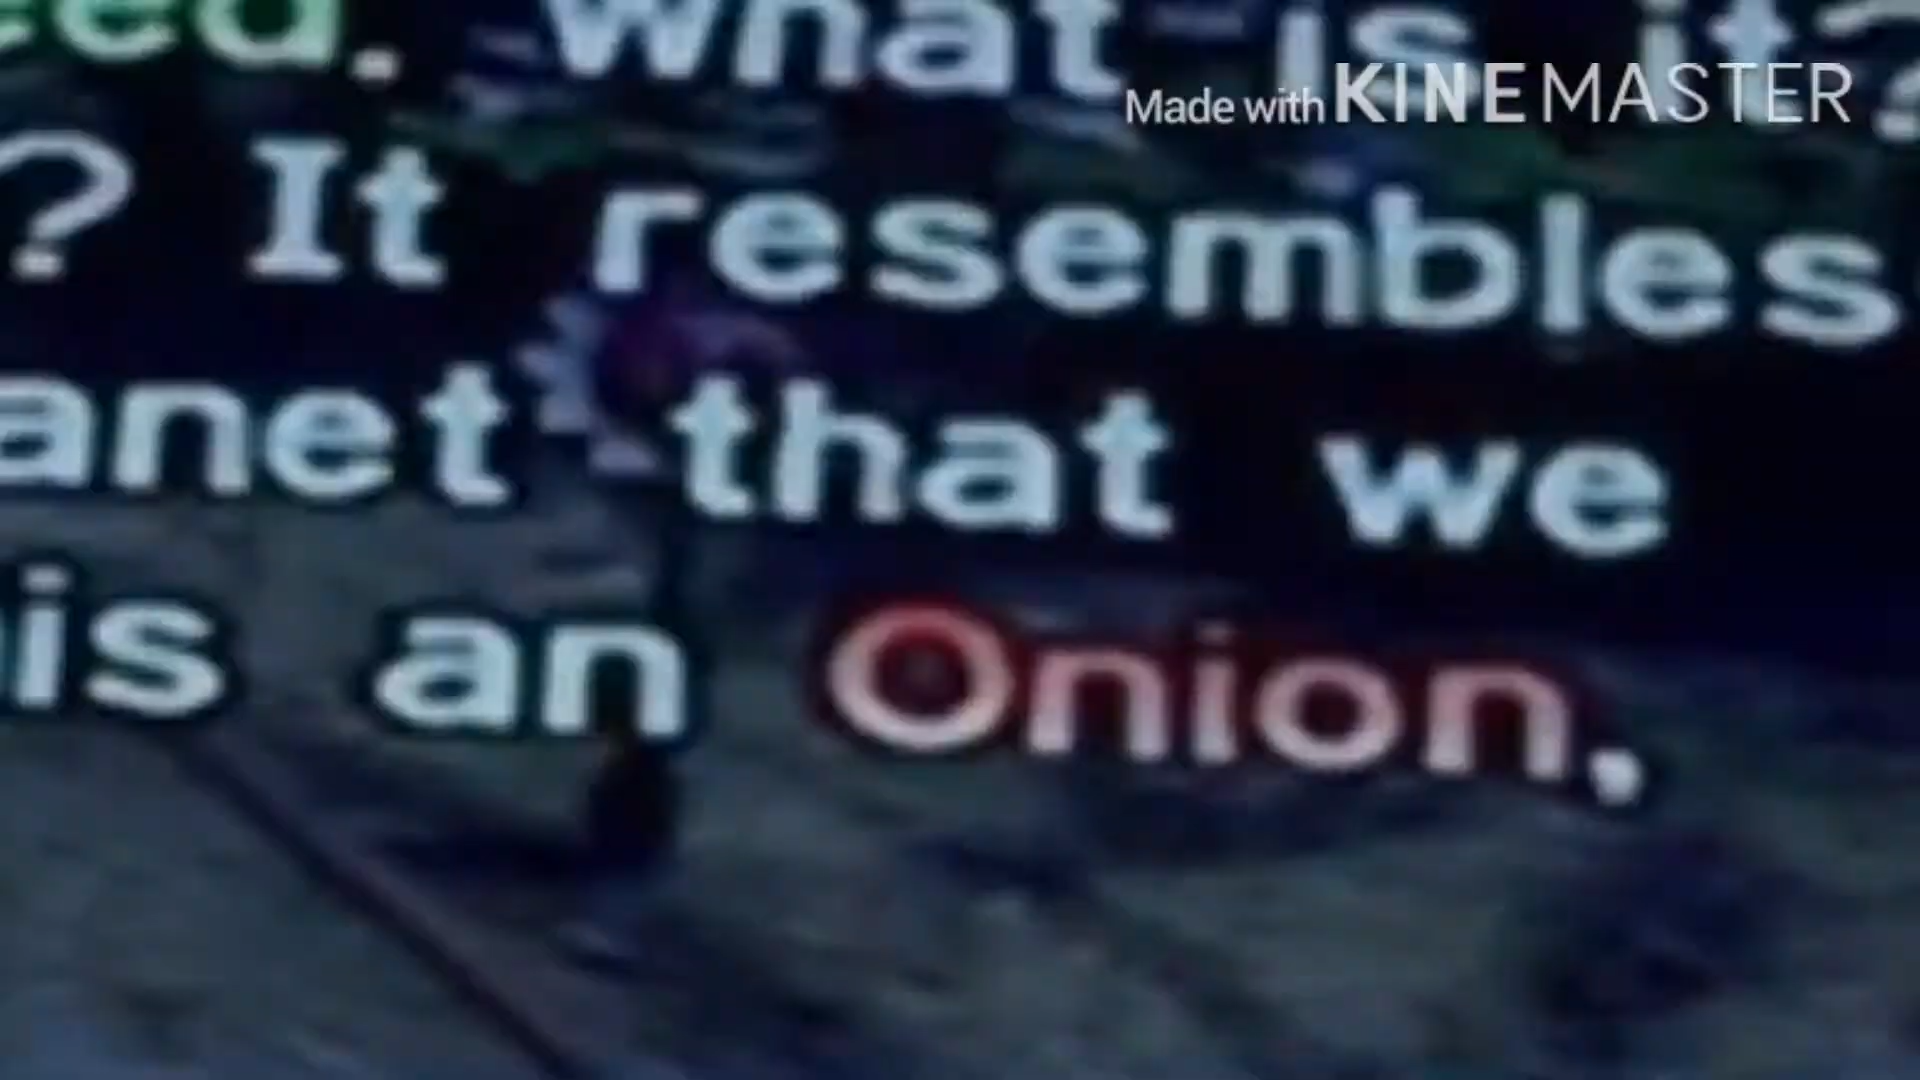 eed. What is it?
Made with KINEMASTER
? It resembles
anet that we
is an Onion,